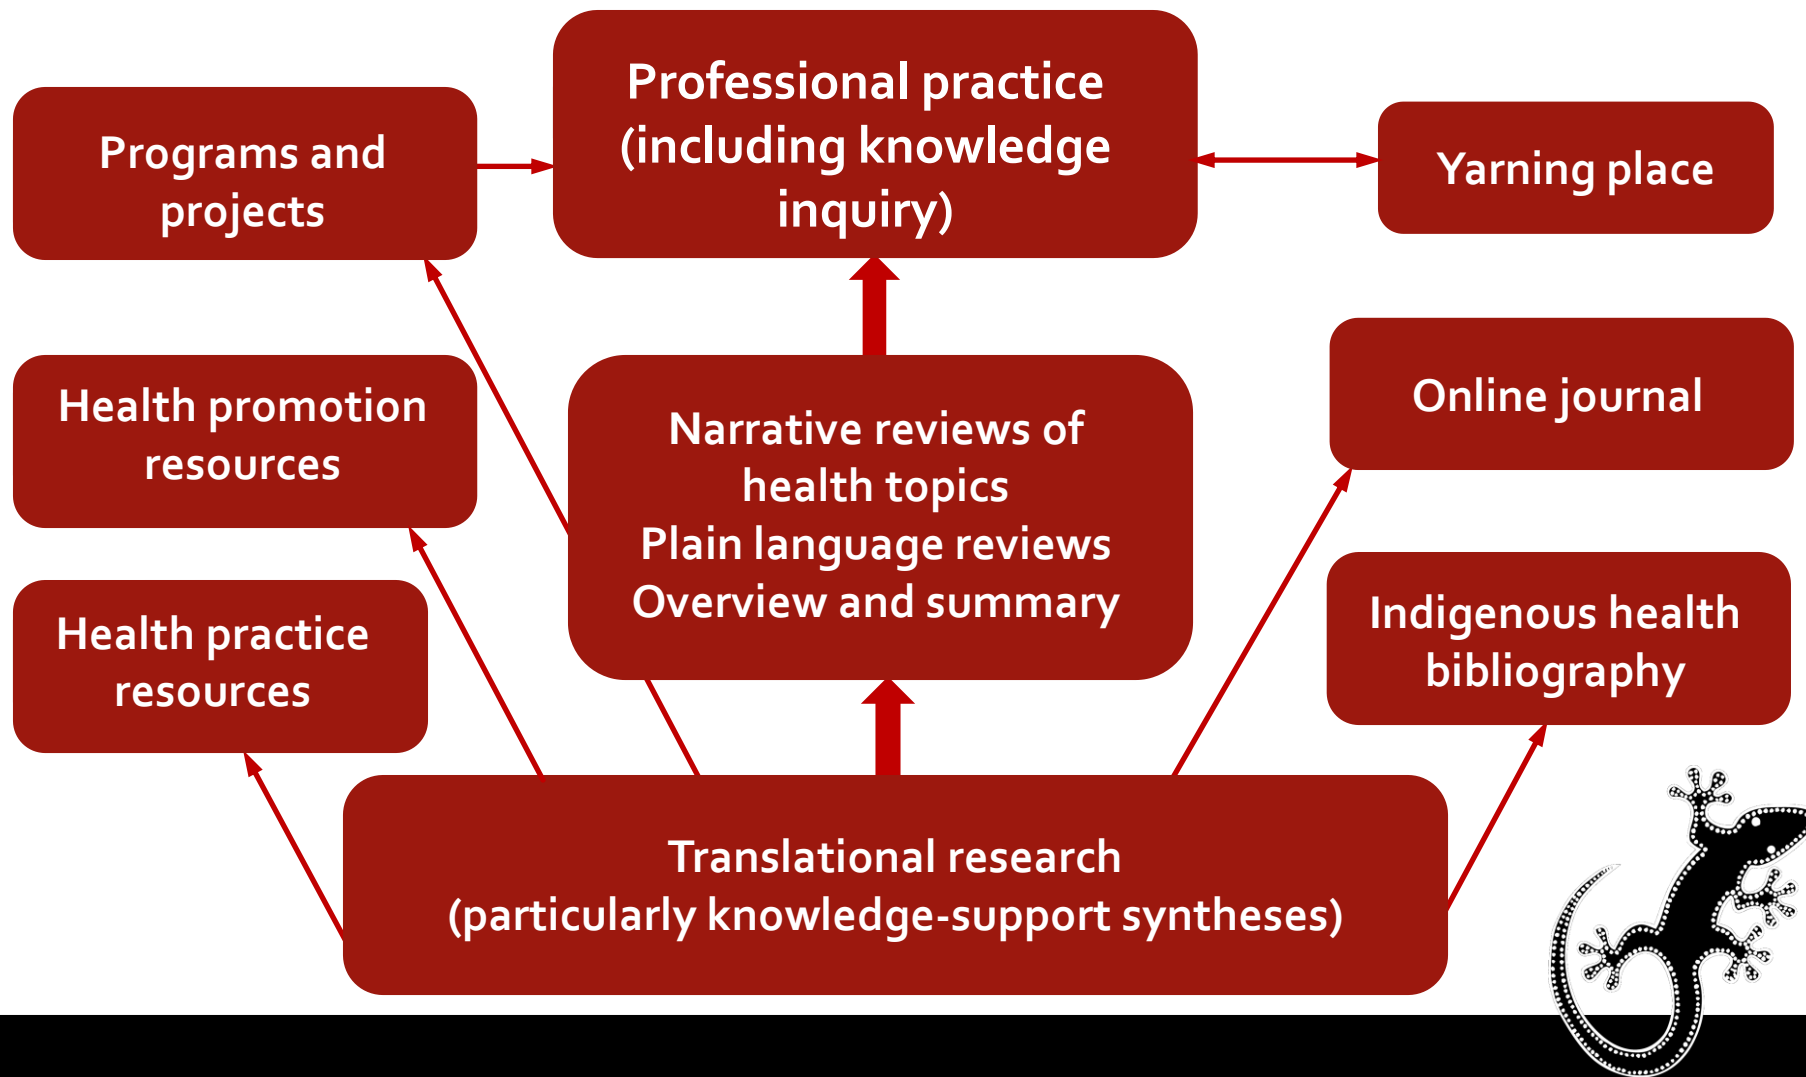 Professional practice
(including knowledge
inquiry)
Programs and
projects
Yarning place
Health promotion
resources
Narrative reviews of
health topics
Plain language reviews
Overview and summary
Online journal
Health practice
resources
Indigenous health
bibliography
Translational research
(particularly knowledge-support syntheses)